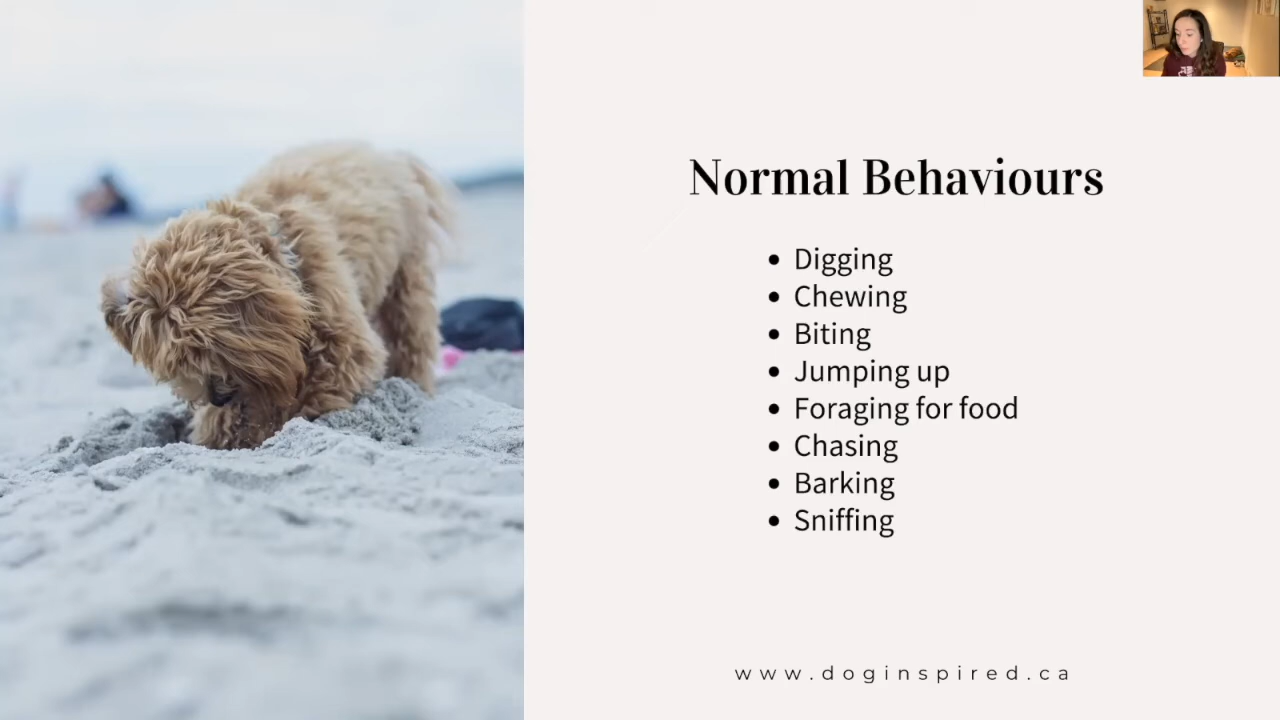 Normal Behaviours
• Digging
• Chewing
• Biting
• Jumping up
• Foraging for food
• Chasing
• Barking
• Sniffing
www.doginspired.ca